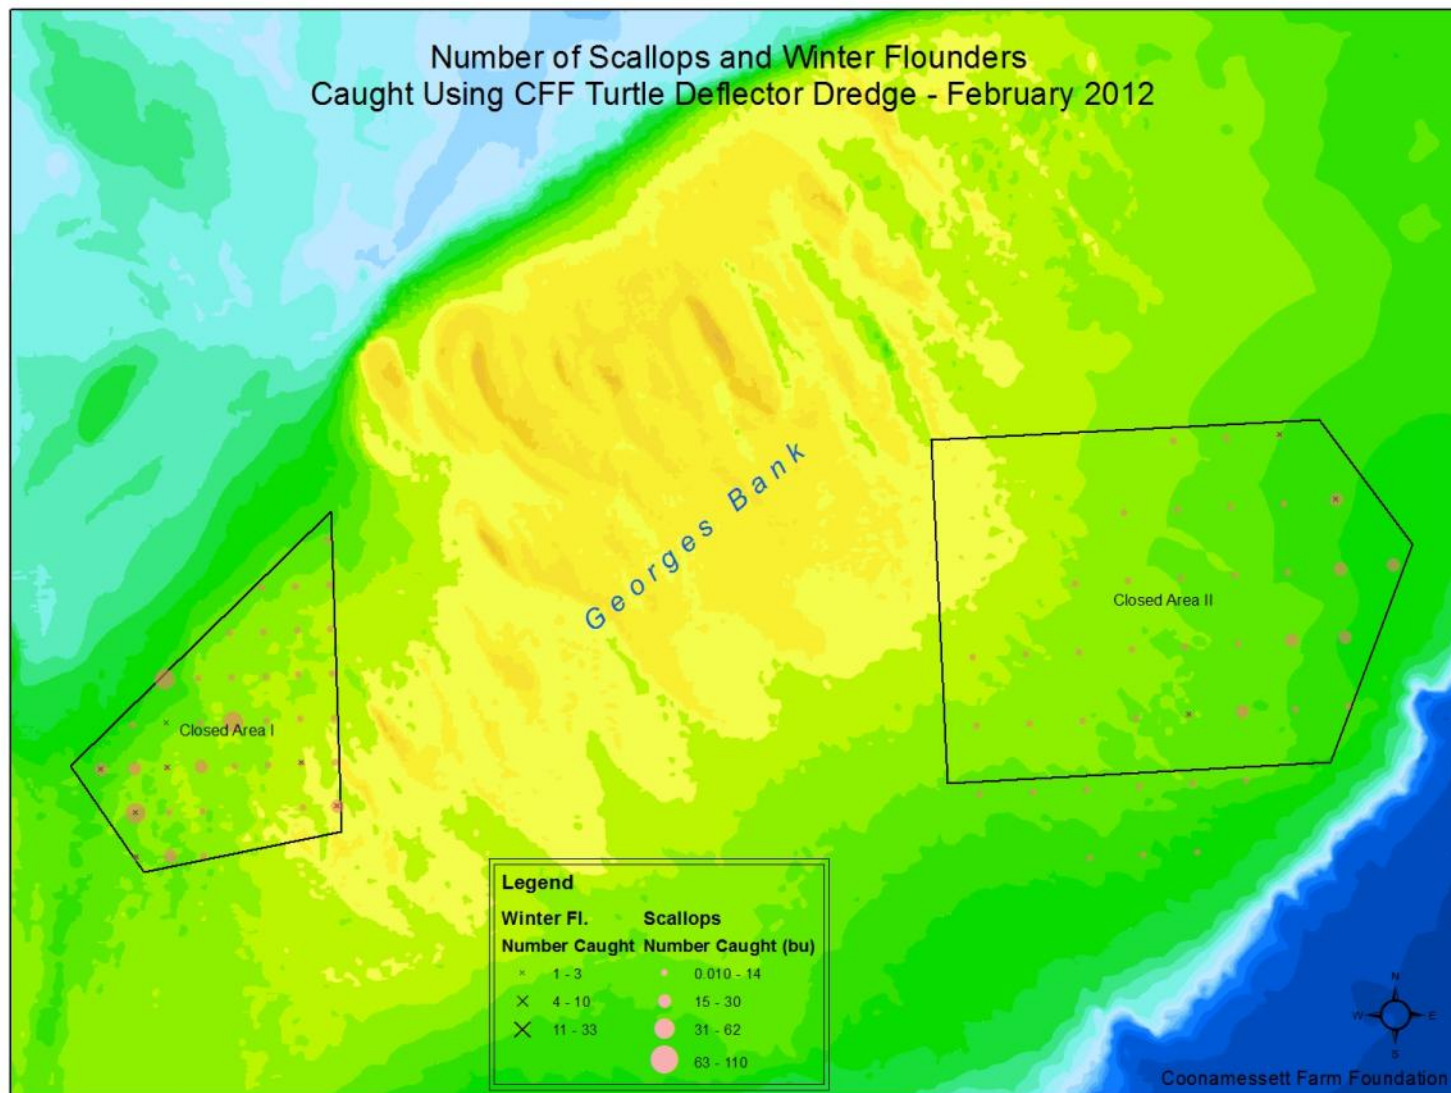 Number of Scallops and Winter Flounders
Caught Using CFF Turtle Deflector Dredge - February 2012
Georges Bank
Closed Area II
Closed Area I
Legend
Winter Fl. Scallops
Number Caught Number Caught (bu)
1 - 3 0.010 - 14
4 - 10 15 - 30
11 - 33 31 - 62
63 - 110
N
W E
S
Coonamessett Farm Foundation